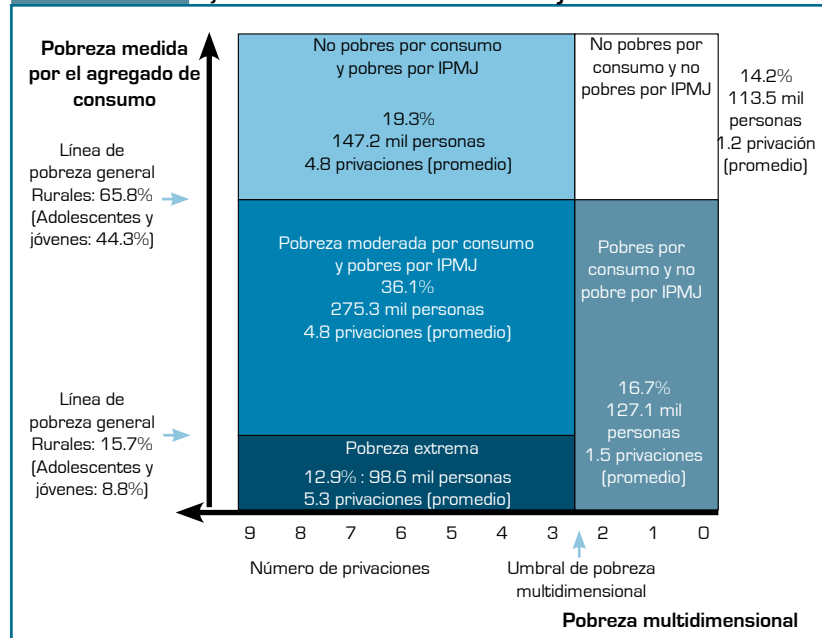 Pobreza medida
por el agregado de
consumo
Línea de
pobreza general
Rurales: 65.8%
(Adolescentes y
jóvenes: 44.3%)
Línea de
pobreza general
Rurales: 15.7%
(Adolescentes y
jóvenes: 8.8%)
No pobres por consumo
y pobres por IPMJ
19.3%
147.2 mil personas
4.8 privaciones (promedio)
No pobres por
consumo y no
pobres por IPMJ
14.2%
113.5 mil
personas
1.2 privación
(promedio)
Pobreza moderada por consumo
y pobres por IPMJ
36.1%
275.3 mil personas
4.8 privaciones (promedio)
Pobres por
consumo y no
pobre por IPMJ
16.7%
127.1 mil
personas
1.5 privaciones
(promedio)
Pobreza extrema
12.9% : 98.6 mil personas
5.3 privaciones (promedio)
9 8 7 6 5 4 3 2 1 0
Número de privaciones
Umbral de pobreza
multidimensional
Pobreza multidimensional